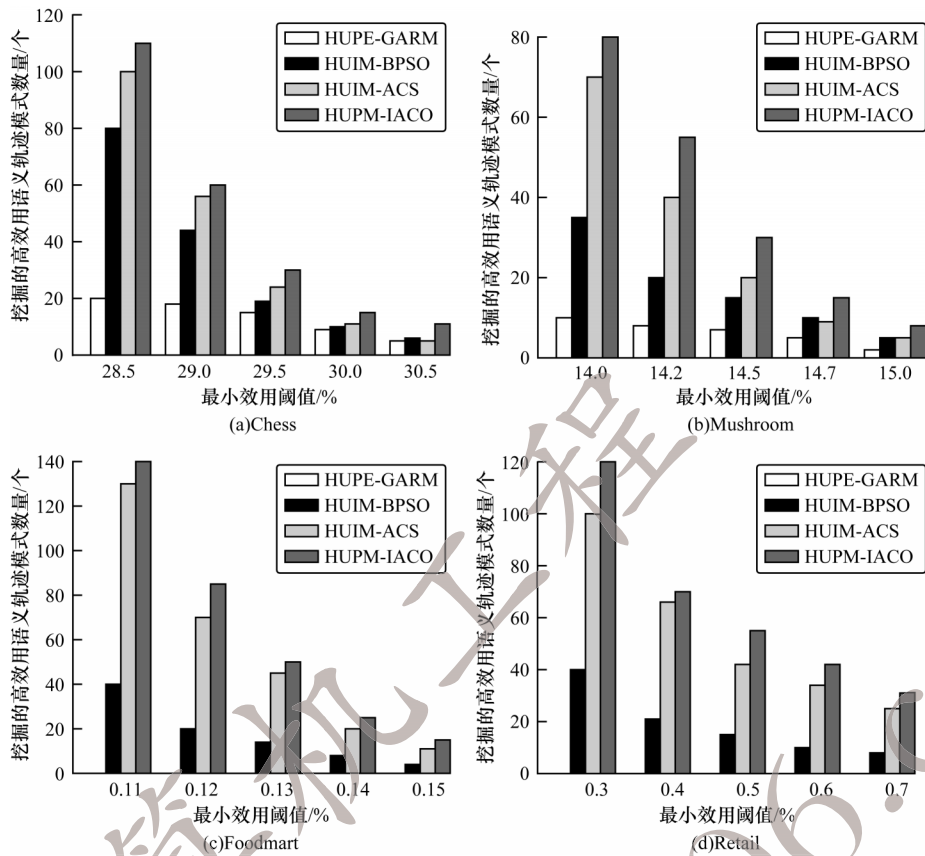 120
100
80
60
40
20
0
挖掘的高效用语义轨迹模式数量/个
HUPE-GARM
HUIM-BPSO
HUIM-ACS
HUPM-IACO
28.5 29.0 29.5 30.0 30.5
最小效用阈值/%
(a)Chess
80
60
40
20
0
挖掘的高效用语义轨迹模式数量/个
HUPE-GARM
HUIM-BPSO
HUIM-ACS
HUPM-IACO
14.0 14.2 14.5 14.7 15.0
最小效用阈值/%
(b)Mushroom
140
120
100
80
60
40
20
0
挖掘的高效用语义轨迹模式数量/个
HUPE-GARM
HUIM-BPSO
HUIM-ACS
HUPM-IACO
0.11 0.12 0.13 0.14 0.15
最小效用阈值/%
(c)Foodmart
120
100
80
60
40
20
0
挖掘的高效用语义轨迹模式数量/个
HUPE-GARM
HUIM-BPSO
HUIM-ACS
HUPM-IACO
0.3 0.4 0.5 0.6 0.7
最小效用阈值/%
(d)Retail
机工程